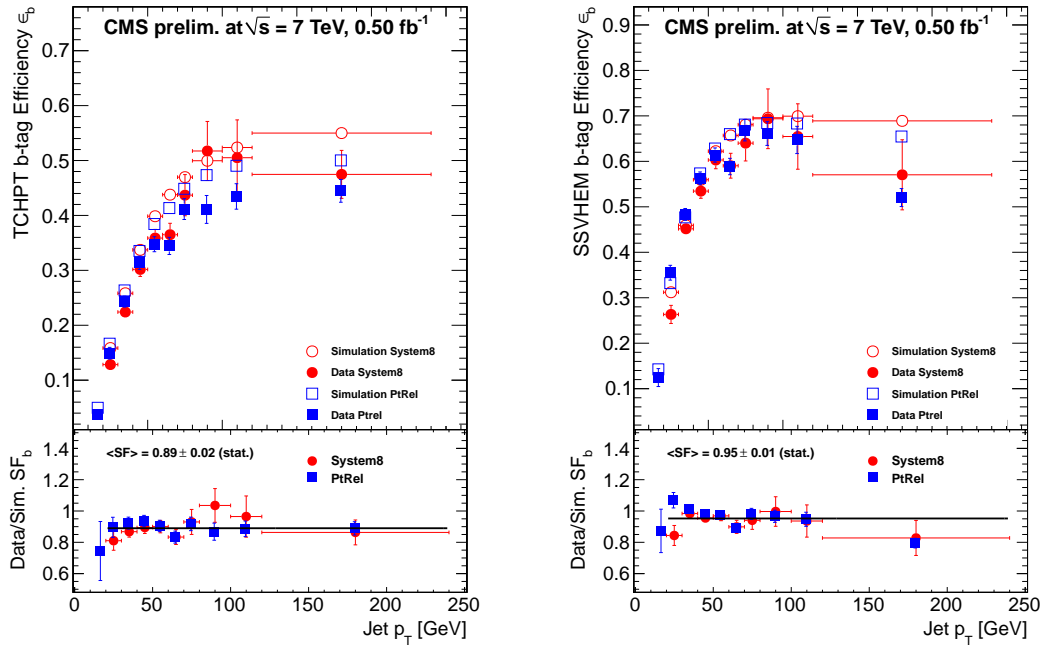 CMS prelim. at √s = 7 TeV, 0.50 fb⁻¹
TCHPT b-tag Efficiency ϵ_b
0.7
0.6
0.5
0.4
0.3
0.2
0.1
Simulation System8
Data System8
Simulation PtRel
Data Ptrel
Data/Sim. SF_b
1.4
1.2
1
0.8
0.6
<SF> = 0.89 ± 0.02 (stat.)
System8
PtRel
0 50 100 150 200 250
Jet p_T [GeV]
CMS prelim. at √s = 7 TeV, 0.50 fb⁻¹
SSVHEM b-tag Efficiency ϵ_b
0.9
0.8
0.7
0.6
0.5
0.4
0.3
0.2
0.1
Simulation System8
Data System8
Simulation PtRel
Data Ptrel
Data/Sim. SF_b
1.4
1.2
1
0.8
0.6
<SF> = 0.95 ± 0.01 (stat.)
System8
PtRel
0 50 100 150 200 250
Jet p_T [GeV]